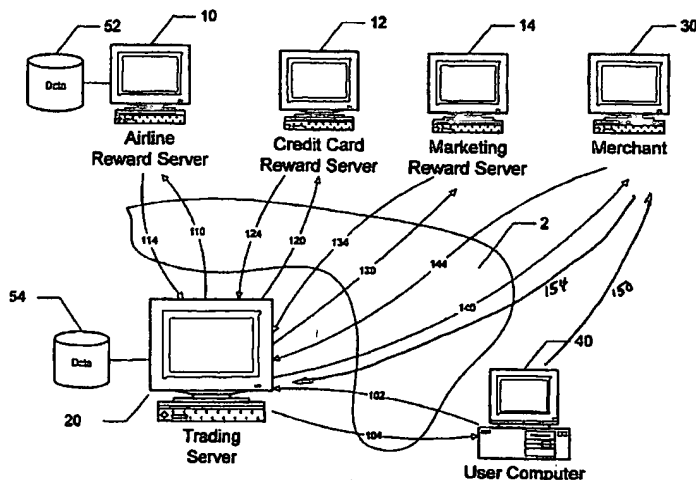 52
10
12
14
30
Data
Airline
Reward Server
Credit Card
Reward Server
Marketing
Reward Server
Merchant
114
110
124
120
134
130
144
2
140
154
150
54
40
Data
102
20
104
Trading
Server
User Computer